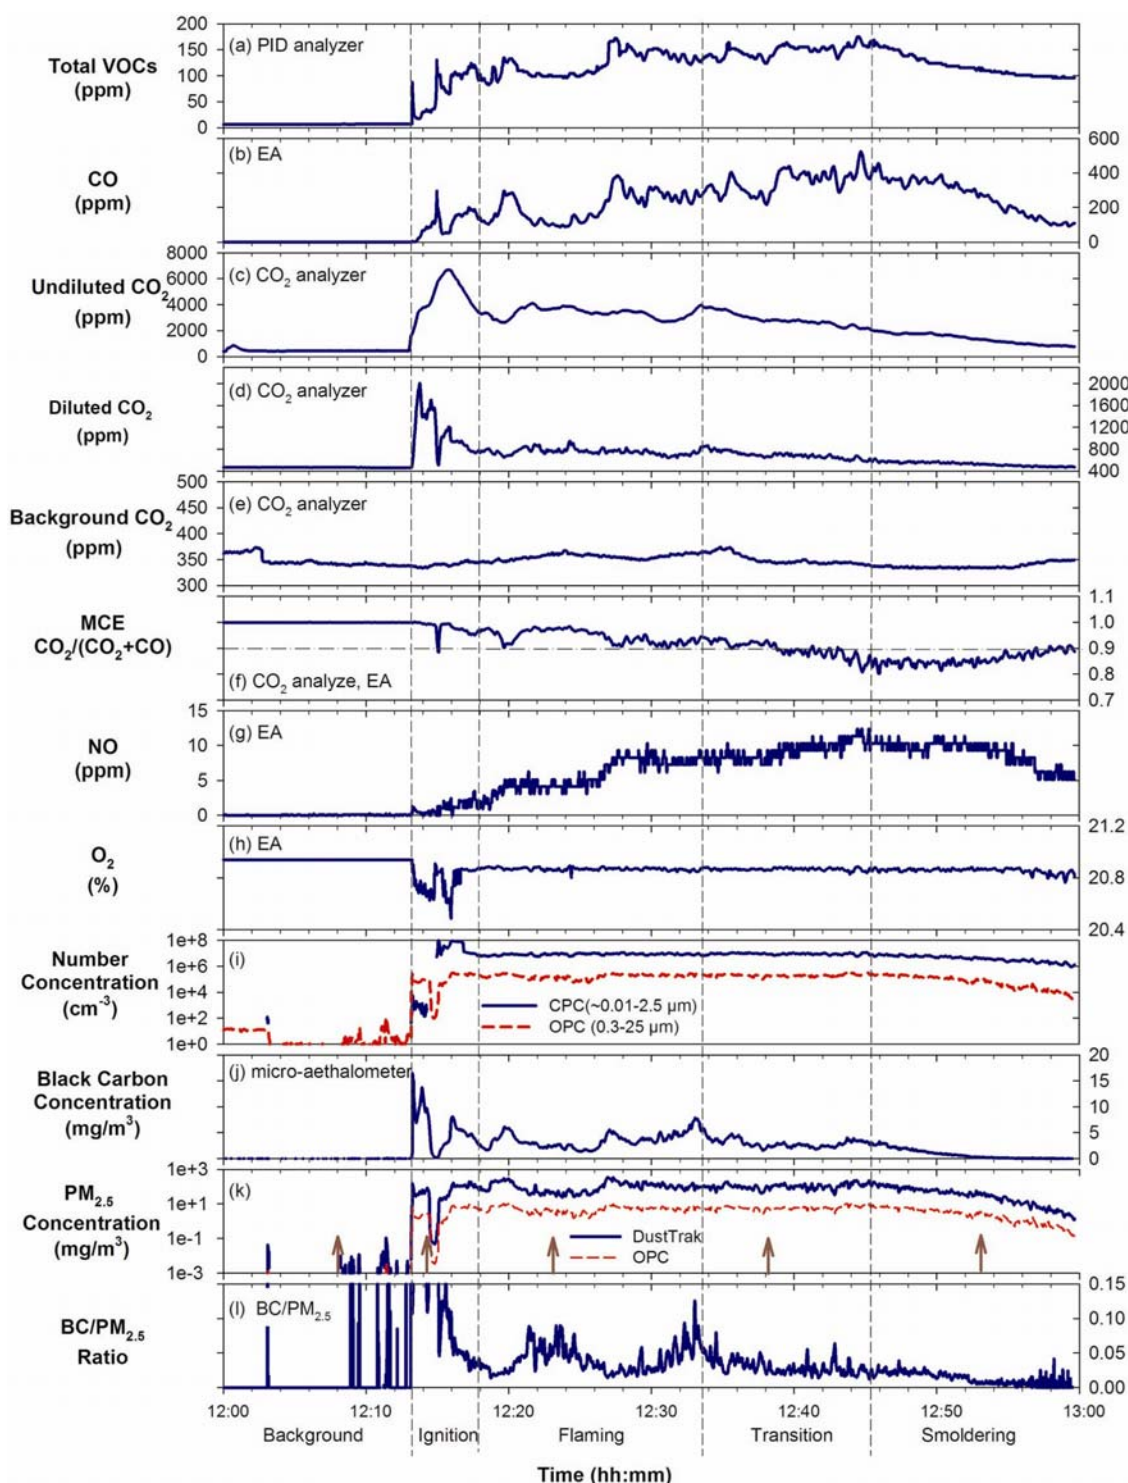 200
150
100
50
0
Total VOCs
(ppm)
(a) PID analyzer
600
400
200
0
CO
(ppm)
(b) EA
8000
6000
4000
2000
0
Undiluted CO2
(ppm)
(c) CO2 analyzer
2000
1600
1200
800
400
Diluted CO2
(ppm)
(d) CO2 analyzer
500
450
400
350
300
Background CO2
(ppm)
(e) CO2 analyzer
1.1
1.0
0.9
0.8
0.7
MCE
CO2/(CO2+CO)
(f) CO2 analyze, EA
15
10
5
0
NO
(ppm)
(g) EA
21.2
20.8
20.4
O2
(%)
(h) EA
1e+8
1e+6
1e+4
1e+2
1e+0
Number
Concentration
(cm-3)
(i)
CPC(~0.01-2.5 µm)
OPC (0.3-25 µm)
20
15
10
5
0
Black Carbon
Concentration
(mg/m3)
(j) micro-aethalometer
1e+3
1e+1
1e-1
1e-3
PM2.5
Concentration
(mg/m3)
(k)
DustTrak
OPC
0.15
0.10
0.05
0.00
BC/PM2.5
Ratio
(l) BC/PM2.5
12:00 12:10 12:20 12:30 12:40 12:50 13:00
Background Ignition Flaming Transition Smoldering
Time (hh:mm)